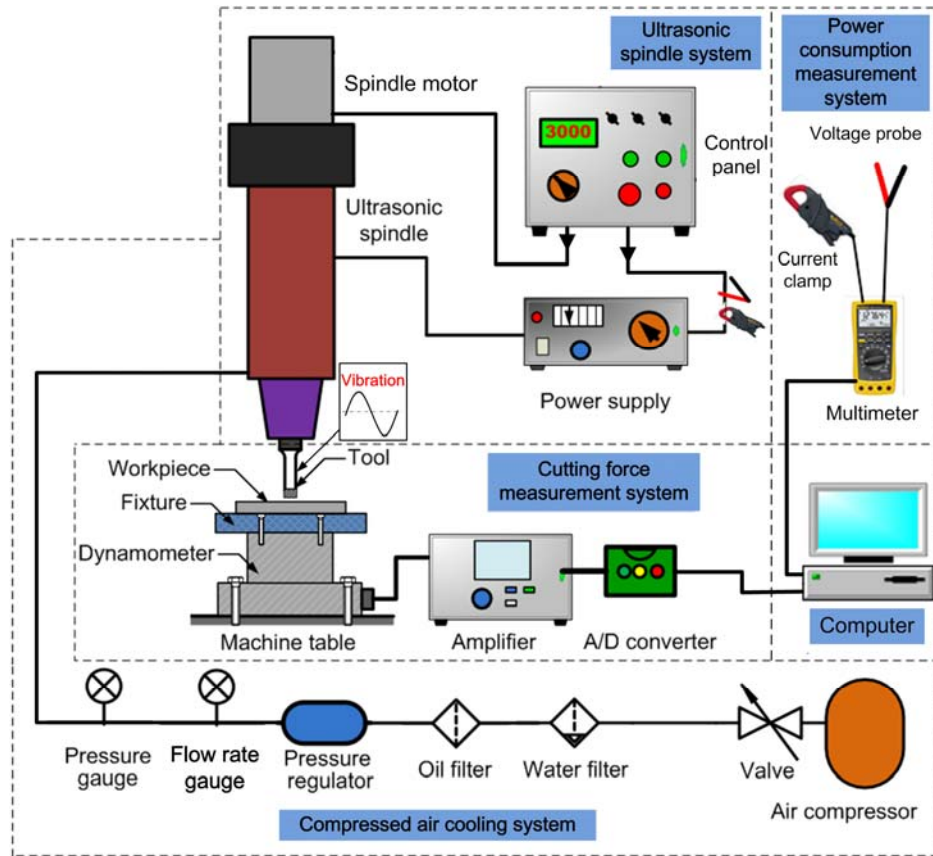 Ultrasonic
spindle system
Power
consumption
measurement
system
Spindle motor
3000
Control
panel
Voltage probe
Ultrasonic
spindle
Current
clamp
Vibration
Power supply
Multimeter
Tool
Workpiece
Fixture
Dynamometer
Cutting force
measurement system
Machine table
Amplifier
A/D converter
Computer
Pressure
gauge
Flow rate
gauge
Pressure
regulator
Oil filter
Water filter
Valve
Air compressor
Compressed air cooling system